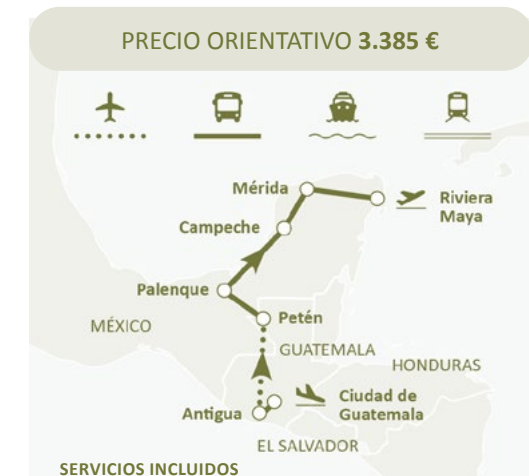 PRECIO ORIENTATIVO 3.385 €
Mérida
Riviera
Maya
Campeche
Palenque
MÉXICO
Petén
GUATEMALA
HONDURAS
Ciudad de
Guatemala
Antigua
EL SALVADOR
SERVICIOS INCLUIDOS